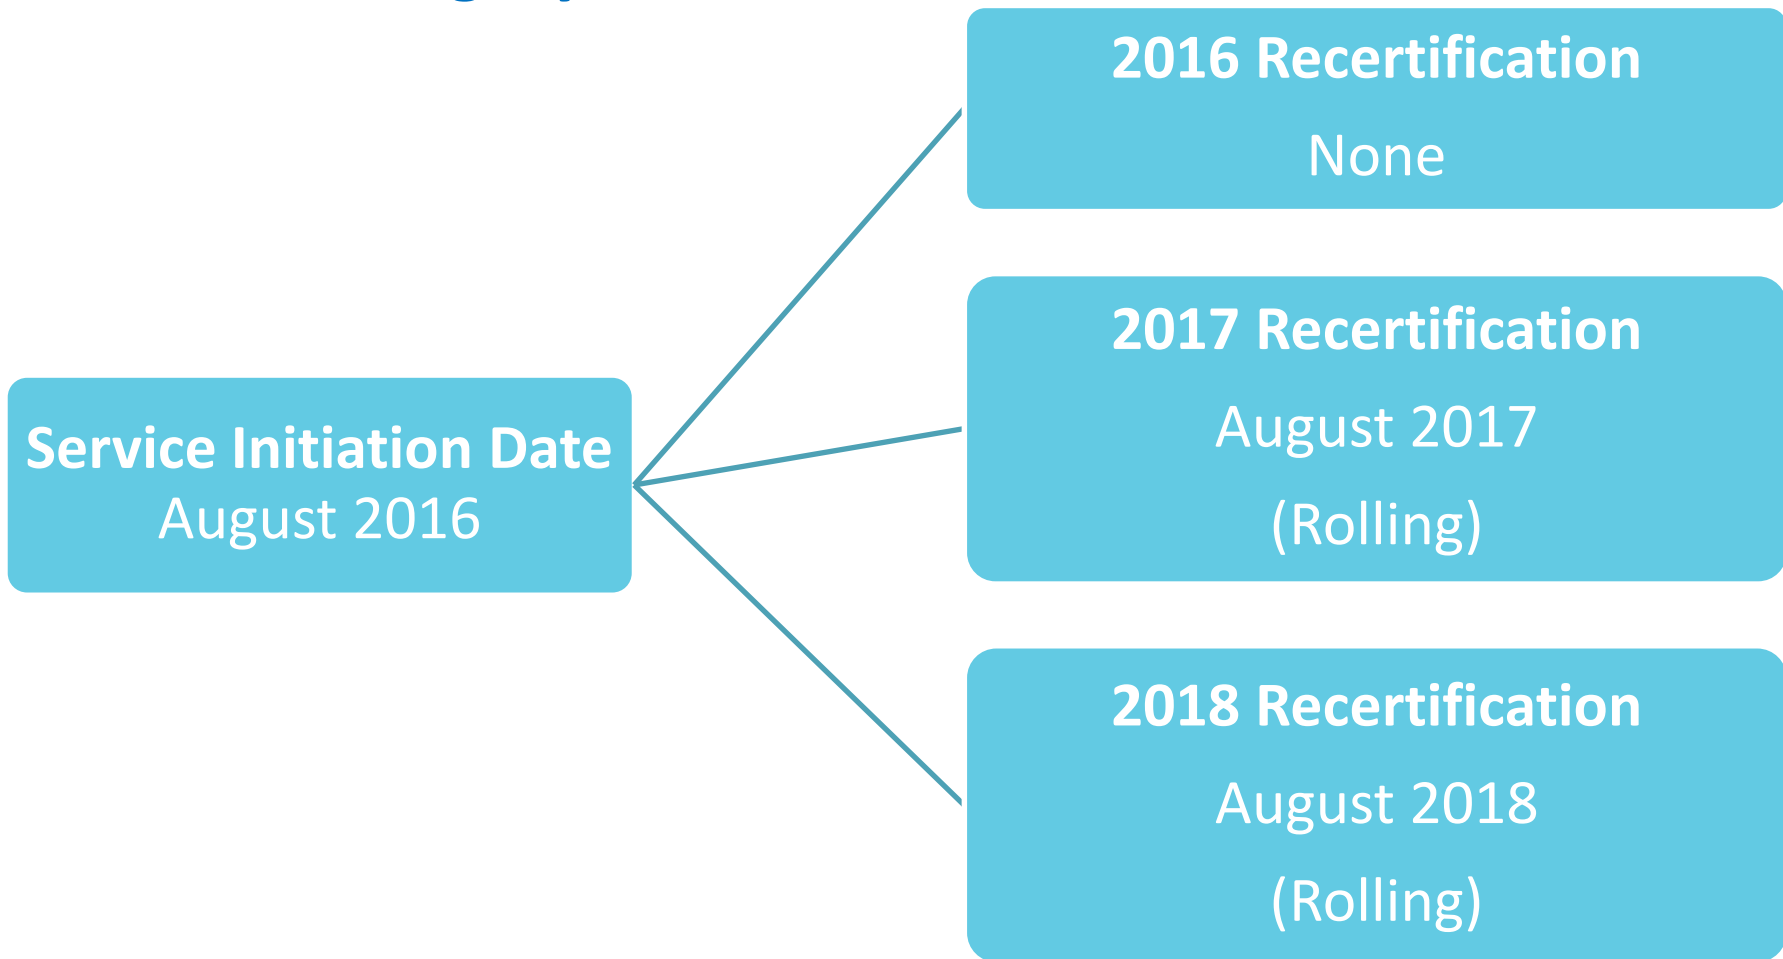 Service Initiation Date
August 2016
2016 Recertification
None
2017 Recertification
August 2017
(Rolling)
2018 Recertification
August 2018
(Rolling)